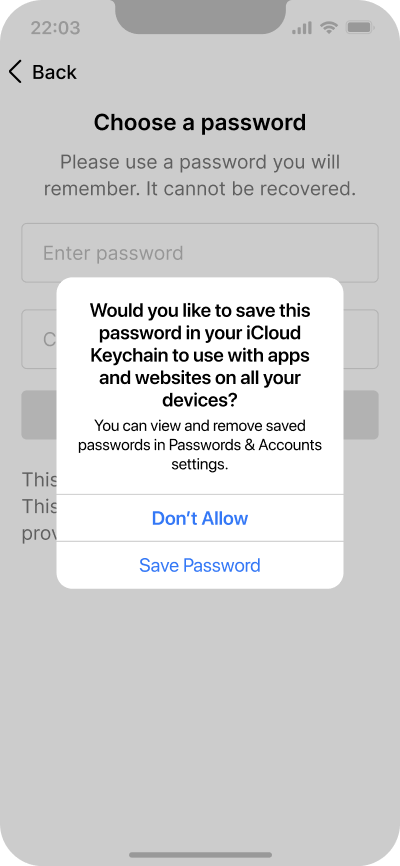 22:03
Back
Choose a password
Please use a password you will
remember. It cannot be recovered.
Enter password
Would you like to save this
password in your iCloud
Keychain to use with apps
and websites on all your
devices?
You can view and remove saved
passwords in Passwords & Accounts
settings.
This
This
Don’t Allow
Save Password